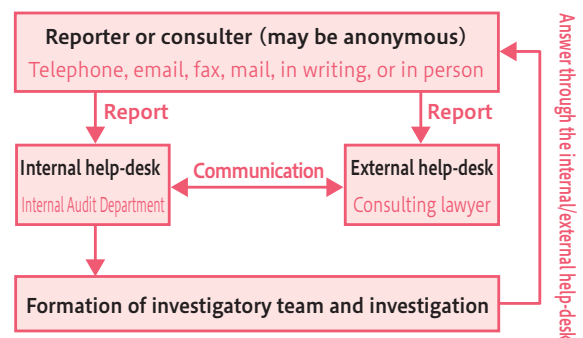 Reporter or consulter (may be anonymous)
Telephone, email, fax, mail, in writing, or in person
Report
Report
Internal help-desk
Internal Audit Department
Communication
External help-desk
Consulting lawyer
Formation of investigatory team and investigation
Answer through the internal/external help-desk